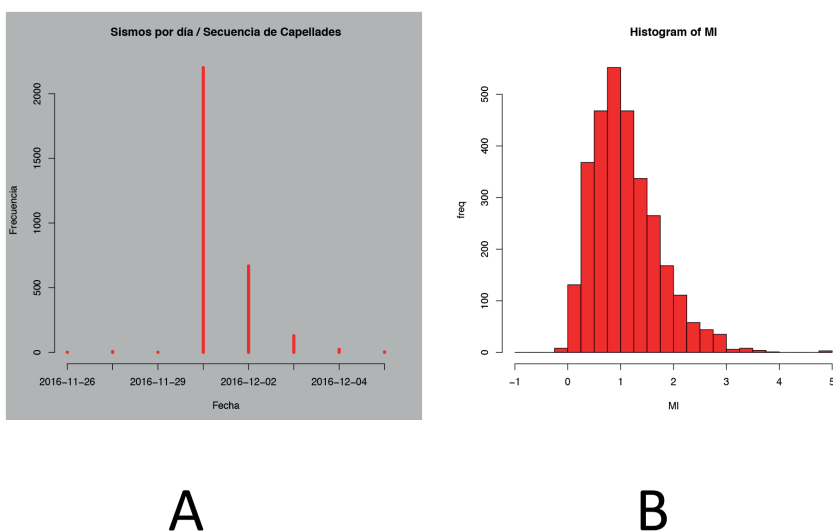 Sismos por día / Secuencia de Capellades
Frecuencia
2000
1500
1000
500
0
2016−11−26 2016−11−29 2016−12−02 2016−12−04
Fecha
A
Histogram of Ml
freq
500
400
300
200
100
0
−1 0 1 2 3 4 5
Ml
B